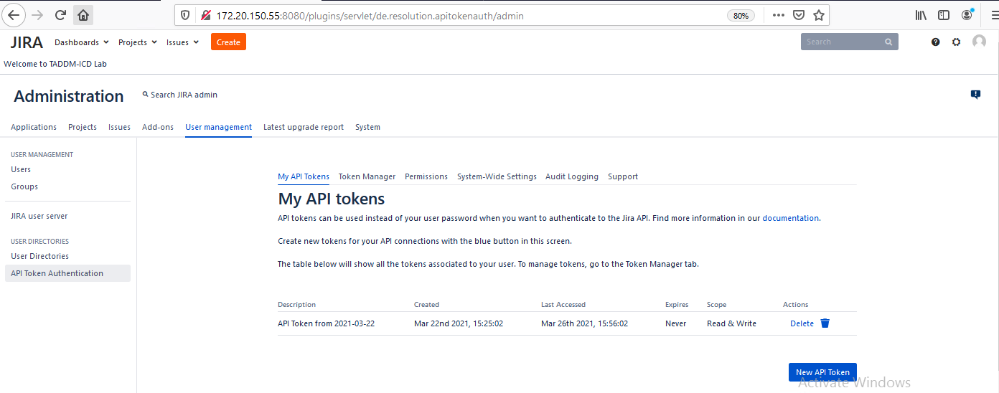 172.20.150.55:8080/plugins/servlet/de.resolution.apitokenauth/admin 80%
JIRA Dashboards Projects Issues Create Search
Welcome to TADDM-ICD Lab
Administration Search JIRA admin
Applications Projects Issues Add-ons User management Latest upgrade report System
USER MANAGEMENT
Users
Groups
JIRA user server
USER DIRECTORIES
User Directories
API Token Authentication
My API Tokens Token Manager Permissions System-Wide Settings Audit Logging Support
My API tokens
API tokens can be used instead of your user password when you want to authenticate to the Jira API. Find more information in our documentation.
Create new tokens for your API connections with the blue button in this screen.
The table below will show all the tokens associated to your user. To manage tokens, go to the Token Manager tab.
Description Created Last Accessed Expires Scope Actions
API Token from 2021-03-22 Mar 22nd 2021, 15:25:02 Mar 26th 2021, 15:56:02 Never Read & Write Delete
New API Token
Activate Windows